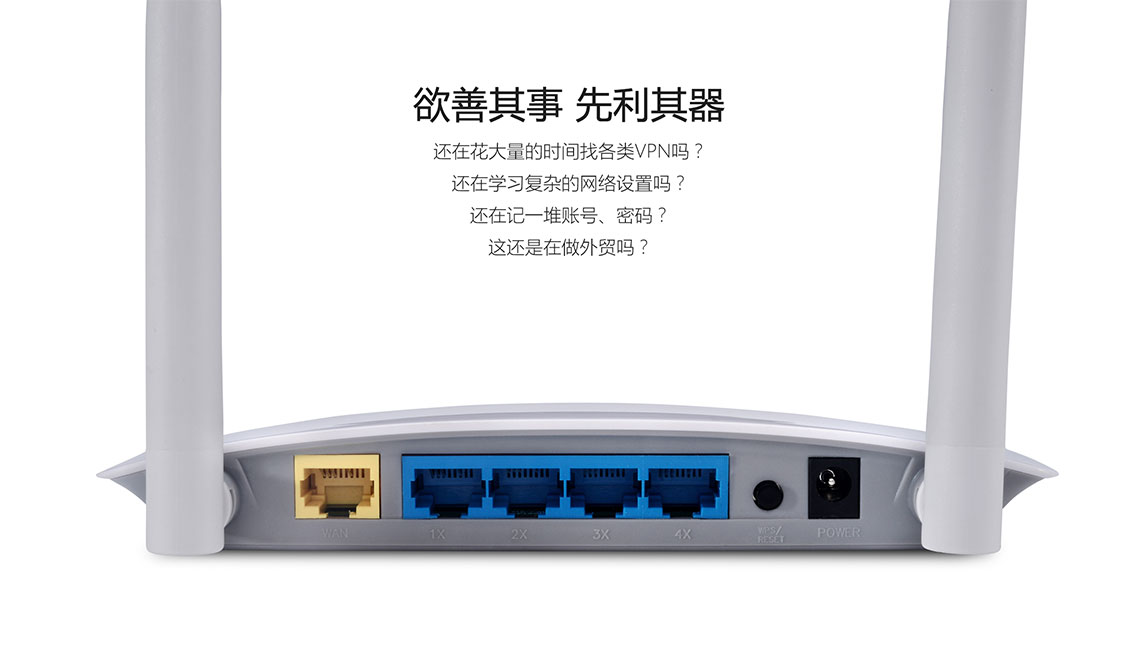 欲善其事 先利其器
还在花大量的时间找各类VPN吗？
还在学习复杂的网络设置吗？
还在记一堆账号、密码？
这还是在做外贸吗？
WAN
1X
2X
3X
4X
WPS/
RESET
POWER